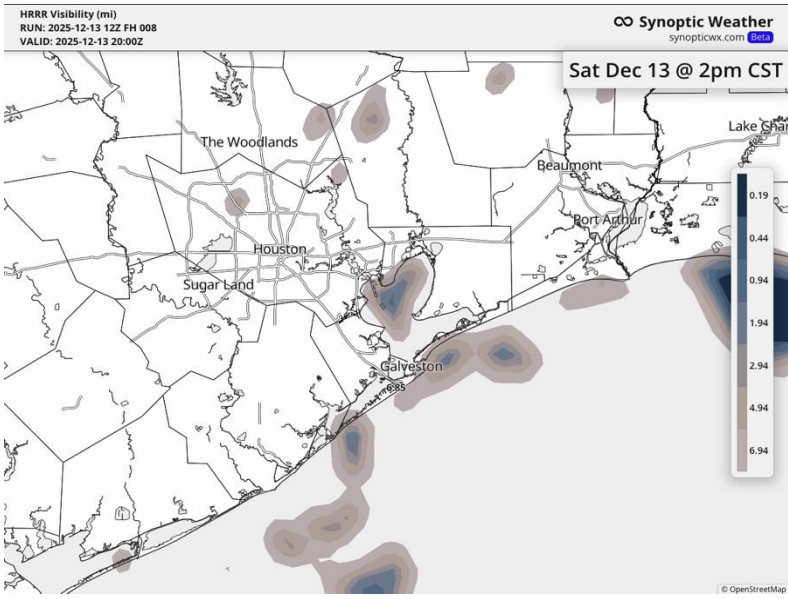 HRRR Visibility (mi)
RUN: 2025-12-13 12Z FH 008
VALID: 2025-12-13 20:00Z
Synoptic Weather
synopticwx.com Beta
Sat Dec 13 @ 2pm CST
The Woodlands
Lake Char
Beaumont
Port Arthur
Houston
Sugar Land
Galveston
6.85
0.19
0.44
0.94
1.94
2.94
4.94
6.94
© OpenStreetMap